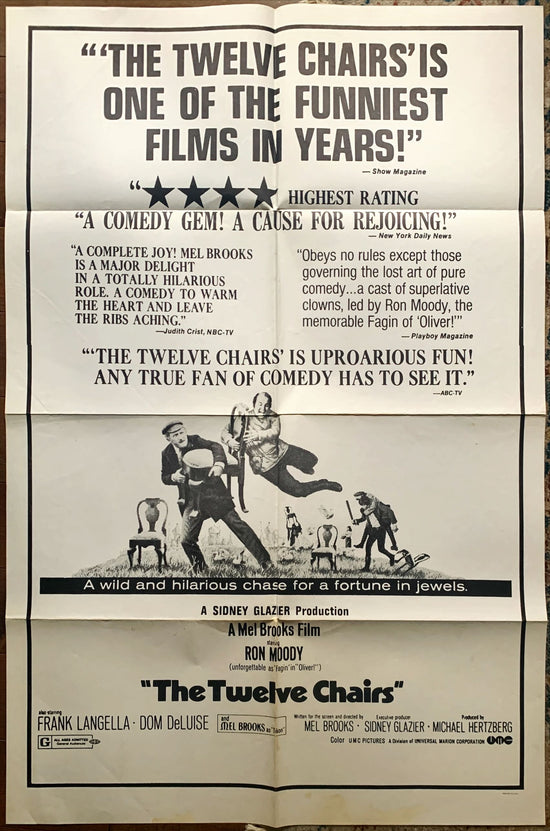 "'THE TWELVE CHAIRS' IS
ONE OF THE FUNNIEST
FILMS IN YEARS!"
— Show Magazine
"★★★★ HIGHEST RATING
"A COMEDY GEM! A CAUSE FOR REJOICING!"
— New York Daily News
"A COMPLETE JOY! MEL BROOKS
IS A MAJOR DELIGHT
IN A TOTALLY HILARIOUS
ROLE. A COMEDY TO WARM
THE HEART AND LEAVE
THE RIBS ACHING."
—Judith Crist, NBC-TV
"Obeys no rules except those
governing the lost art of pure
comedy...a cast of superlative
clowns, led by Ron Moody, the
memorable Fagin of 'Oliver!'"
— Playboy Magazine
"'THE TWELVE CHAIRS' IS UPROARIOUS FUN!
ANY TRUE FAN OF COMEDY HAS TO SEE IT."
—ABC-TV
A wild and hilarious chase for a fortune in jewels.
A SIDNEY GLAZER Production
A Mel Brooks Film
starring
RON MOODY
(unforgettable as "Fagin" in "Oliver!")
"The Twelve Chairs"
also starring
FRANK LANGELLA · DOM DeLUISE
and
MEL BROOKS as "Tikon"
Written for the screen and directed by
MEL BROOKS ·
Executive producer
SIDNEY GLAZIER ·
Produced by
MICHAEL HERTZBERG
G ALL AGES ADMITTED
General Audiences
Color UMC PICTURES A Division of UNIVERSAL MARION CORPORATION umc